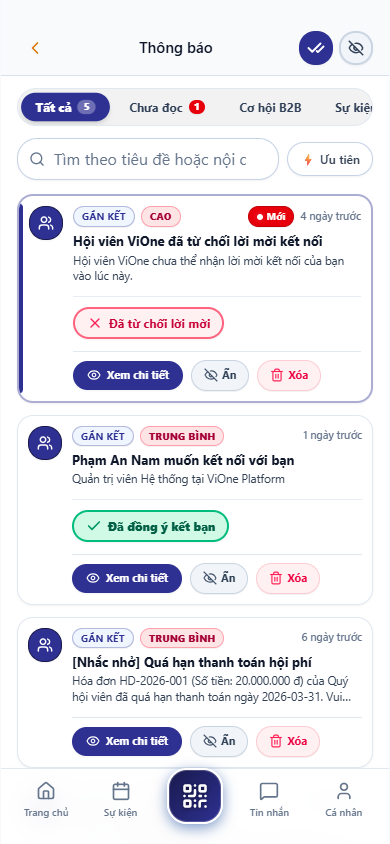 Thông báo
Tất cả 5 Chưa đọc 1 Cơ hội B2B Sự kiệ
Tìm theo tiêu đề hoặc nội c Ưu tiên
GẮN KẾT CAO Mới 4 ngày trước
Hội viên ViOne đã từ chối lời mời kết nối
Hội viên ViOne chưa thể nhận lời mời kết nối của bạn
vào lúc này.
Đã từ chối lời mời
Xem chi tiết Ẩn Xóa
GẮN KẾT TRUNG BÌNH 1 ngày trước
Phạm An Nam muốn kết nối với bạn
Quản trị viên Hệ thống tại ViOne Platform
Đã đồng ý kết bạn
Xem chi tiết Ẩn Xóa
GẮN KẾT TRUNG BÌNH 6 ngày trước
[Nhắc nhở] Quá hạn thanh toán hội phí
Hóa đơn HD-2026-001 (Số tiền: 20.000.000 đ) của Quý
hội viên đã quá hạn thanh toán ngày 2026-03-31. Vui...
Xem chi tiết Ẩn Xóa
Trang chủ Sự kiện Tin nhắn Cá nhân